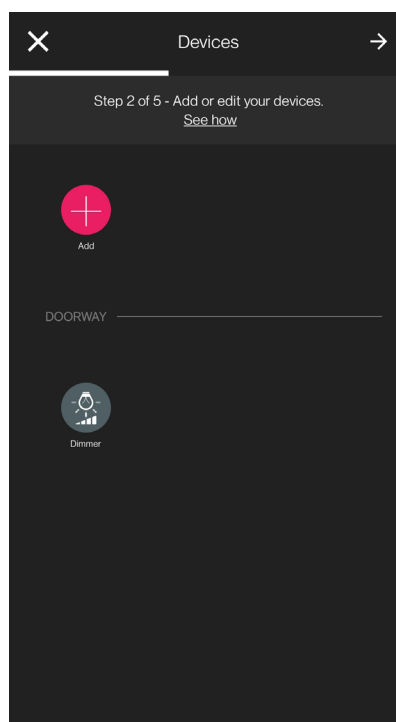 Devices
Step 2 of 5 - Add or edit your devices.
See how
Add
DOORWAY
Dimmer